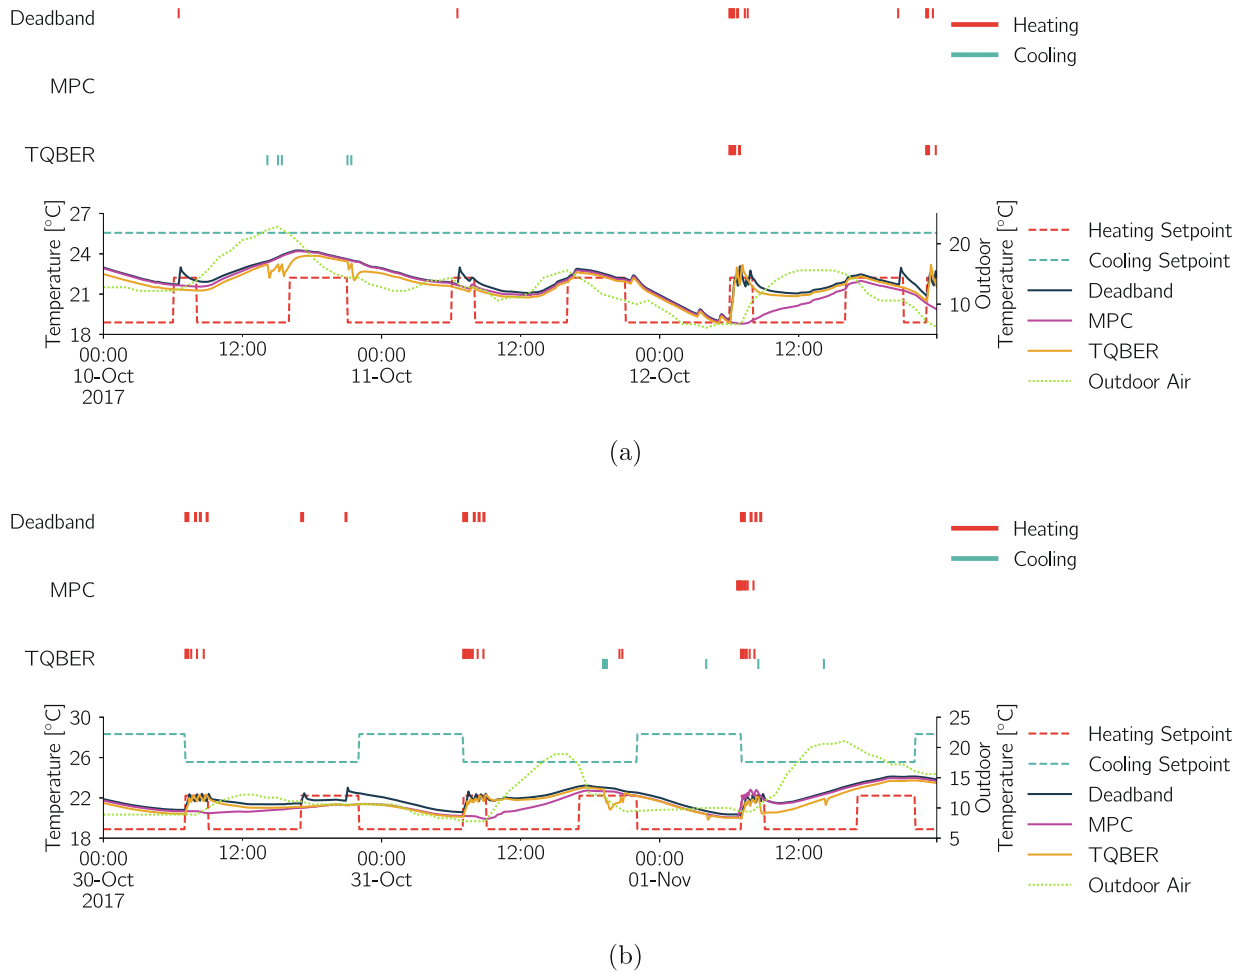 Deadband
Heating
Cooling
MPC
TQBER
Temperature [°C]
27
24
21
18
20
10
Outdoor
Temperature [°C]
00:00
12:00
00:00
12:00
00:00
12:00
10-Oct
11-Oct
12-Oct
2017
Heating Setpoint
Cooling Setpoint
Deadband
MPC
TQBER
Outdoor Air
(a)
Deadband
Heating
Cooling
MPC
TQBER
Temperature [°C]
30
26
22
18
25
20
15
10
5
Outdoor
Temperature [°C]
00:00
12:00
00:00
12:00
00:00
12:00
30-Oct
31-Oct
01-Nov
2017
Heating Setpoint
Cooling Setpoint
Deadband
MPC
TQBER
Outdoor Air
(b)